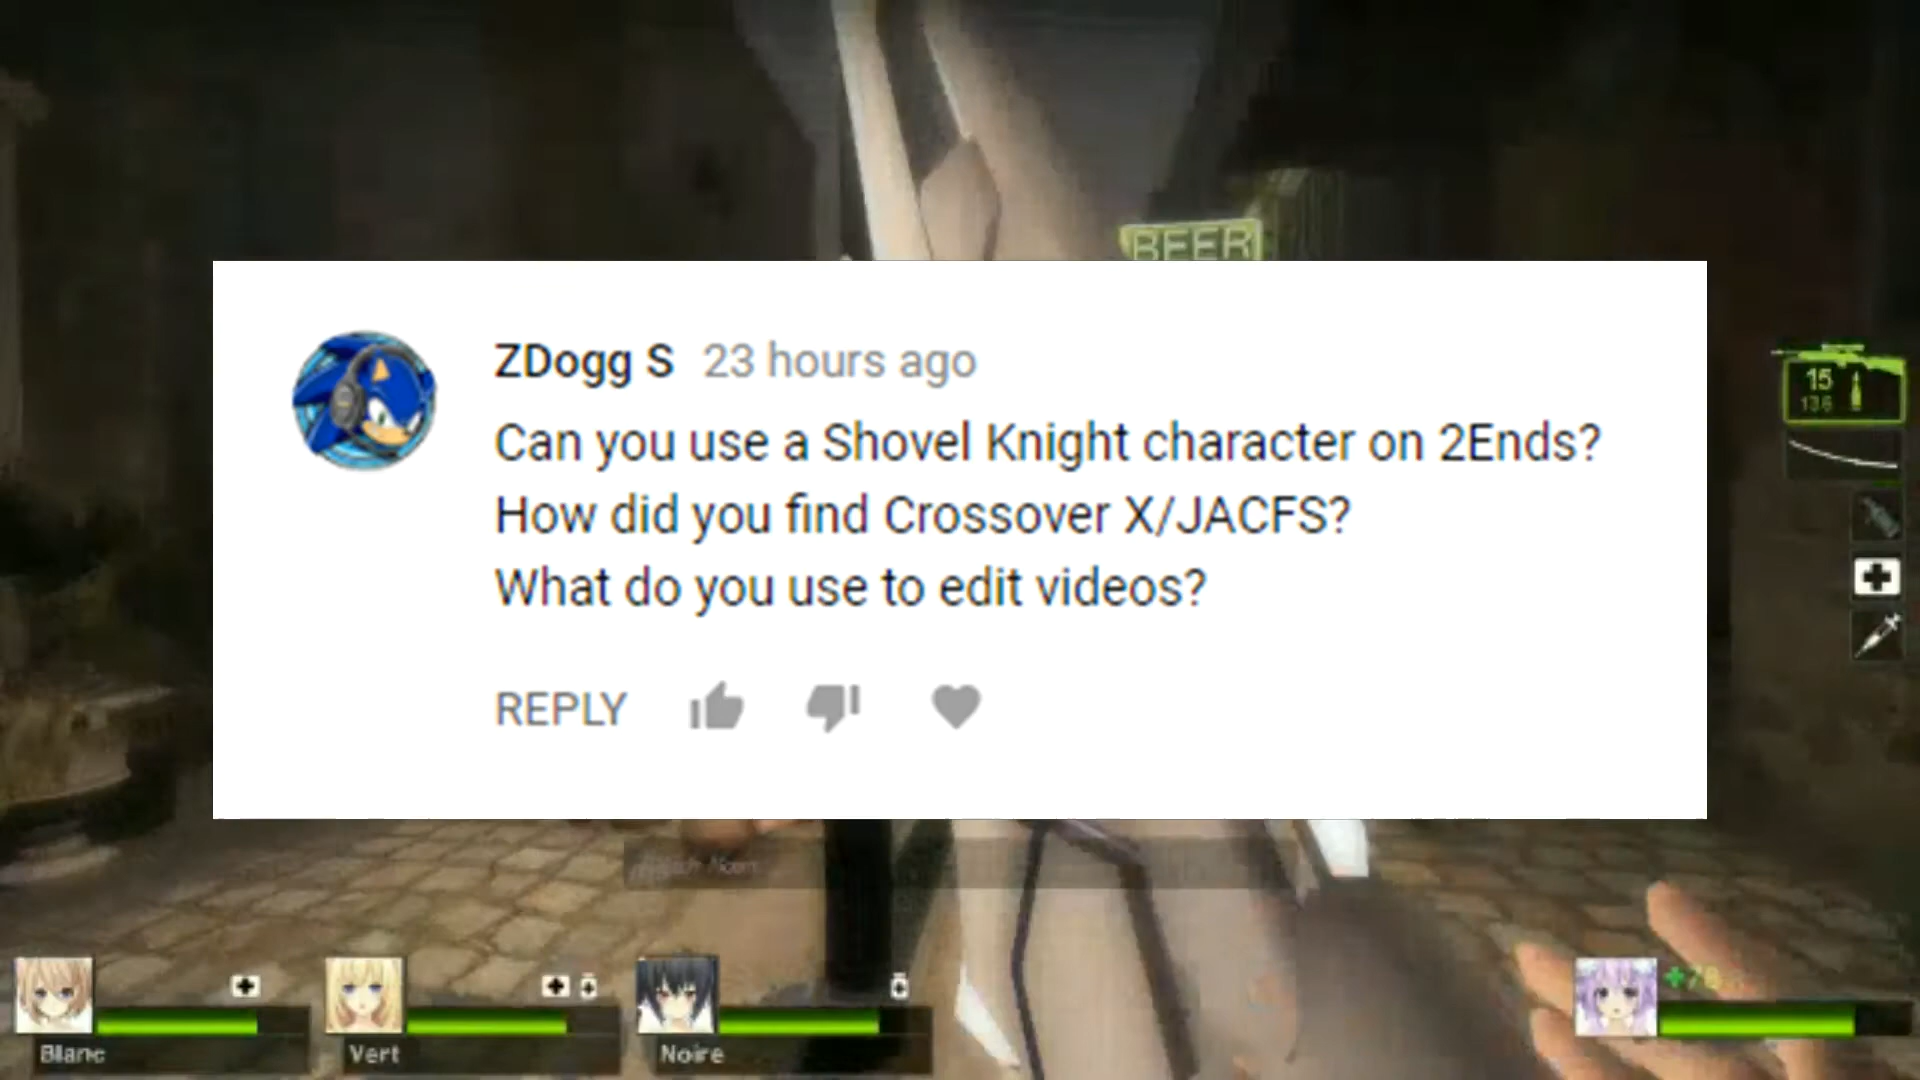 BEER
ZDogg S 23 hours ago
Can you use a Shovel Knight character on 2Ends?
How did you find Crossover X/JACFS?
What do you use to edit videos?
REPLY
15
136
Blanc
Vert
Noire